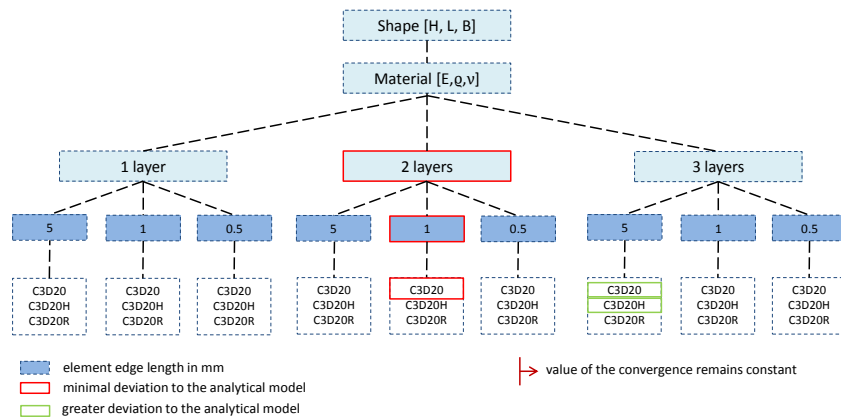 Shape [H, L, B]
Material [E,ϱ,ν]
1 layer
2 layers
3 layers
5
1
0.5
5
1
0.5
5
1
0.5
C3D20
C3D20H
C3D20R
C3D20
C3D20H
C3D20R
C3D20
C3D20H
C3D20R
C3D20
C3D20H
C3D20R
C3D20
C3D20H
C3D20R
C3D20
C3D20H
C3D20R
C3D20
C3D20H
C3D20R
C3D20
C3D20H
C3D20R
C3D20
C3D20H
C3D20R
element edge length in mm
minimal deviation to the analytical model
greater deviation to the analytical model
value of the convergence remains constant